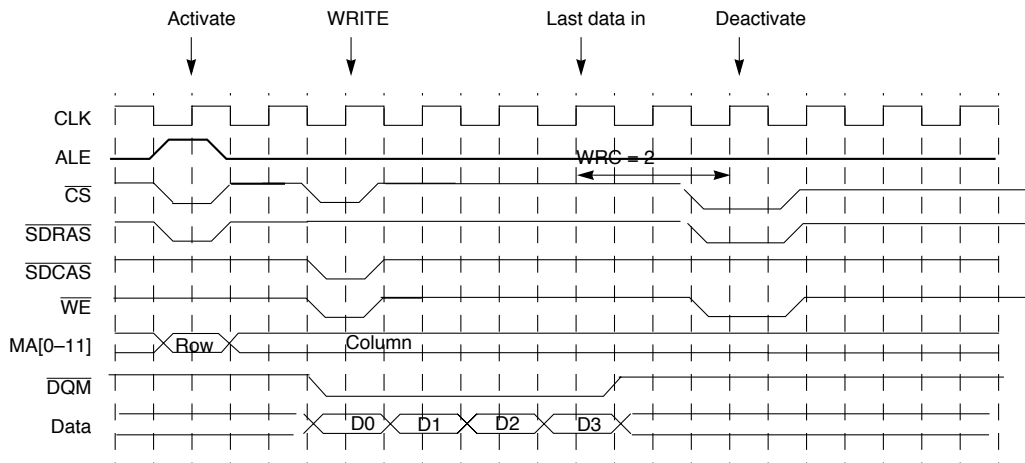 Activate WRITE Last data in Deactivate
CLK
ALE
WRC = 2
CS
SDRAS
SDCAS
WE
MA[0–11] Row Column
DQM
Data D0 D1 D2 D3